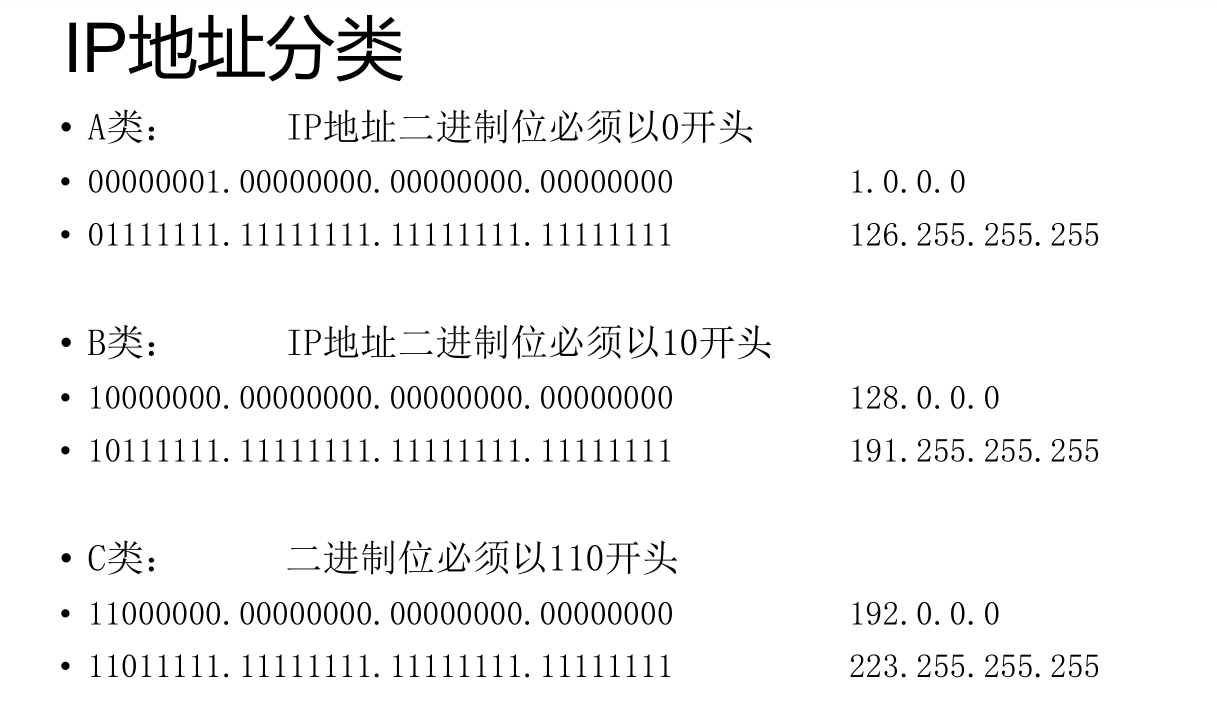 IP地址分类
• A类： IP地址二进制位必须以0开头
• 00000001.00000000.00000000.00000000 1.0.0.0
• 01111111.11111111.11111111.11111111 126.255.255.255
• B类： IP地址二进制位必须以10开头
• 10000000.00000000.00000000.00000000 128.0.0.0
• 10111111.11111111.11111111.11111111 191.255.255.255
• C类： 二进制位必须以110开头
• 11000000.00000000.00000000.00000000 192.0.0.0
• 11011111.11111111.11111111.11111111 223.255.255.255